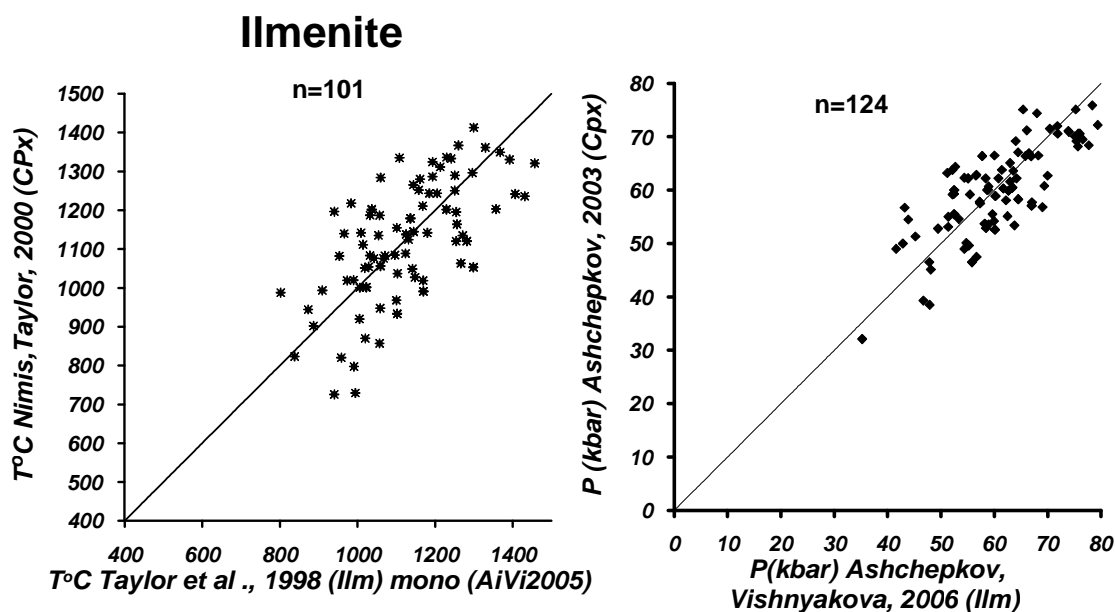 Ilmenite
n=101
1500
1400
1300
1200
1100
1000
900
800
700
600
500
400
T°C Nimis,Taylor, 2000 (CPx)
400 600 800 1000 1200 1400
T°C Taylor et al ., 1998 (Ilm) mono (AiVi2005)
n=124
80
70
60
50
40
30
20
10
0
P (kbar) Ashchepkov, 2003 (Cpx)
0 10 20 30 40 50 60 70 80
P(kbar) Ashchepkov,
Vishnyakova, 2006 (Ilm)